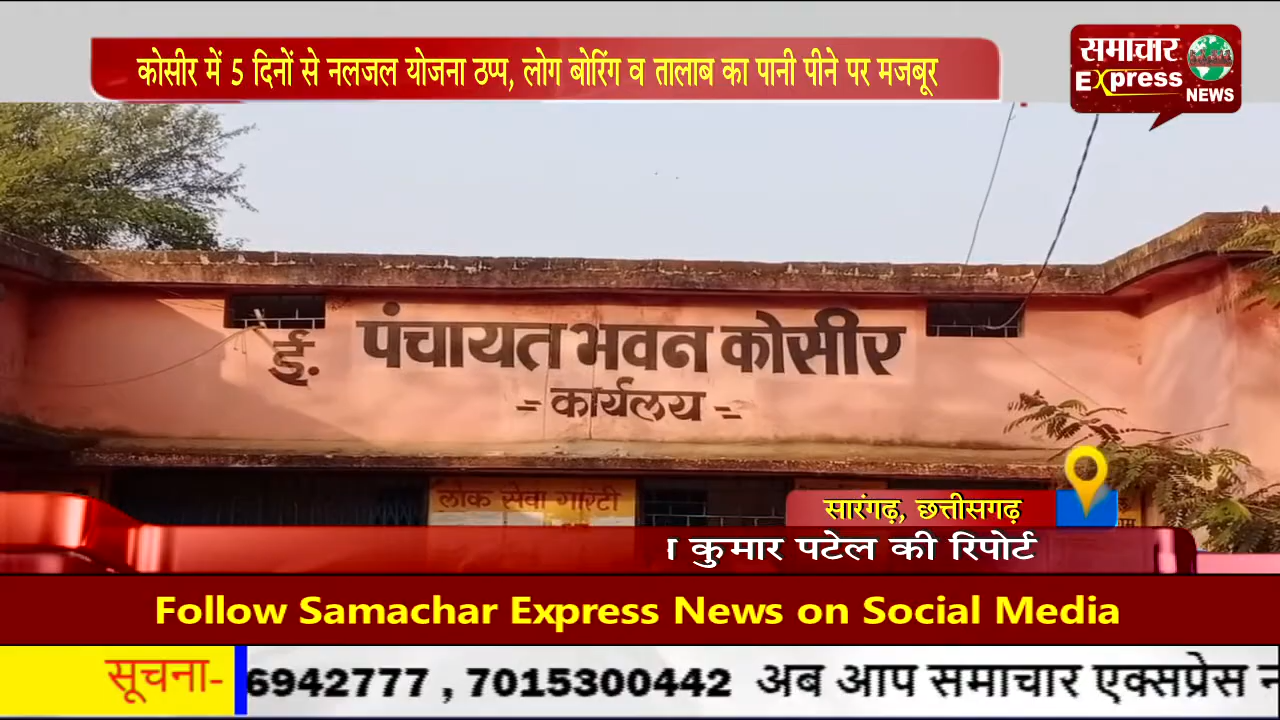 कोसीर में 5 दिनों से नलजल योजना ठप्प, लोग बोरिंग व तालाब का पानी पीने पर मजबूर
समाचार
Express
NEWS
ई. पंचायत भवन कोसीर
= कार्यलय =
लोक सेवा गारंटी
सारंगढ़, छत्तीसगढ़
कुमार पटेल की रिपोर्ट
Follow Samachar Express News on Social Media
सूचना- 6942777 , 7015300442 अब आप समाचार एक्सप्रेस